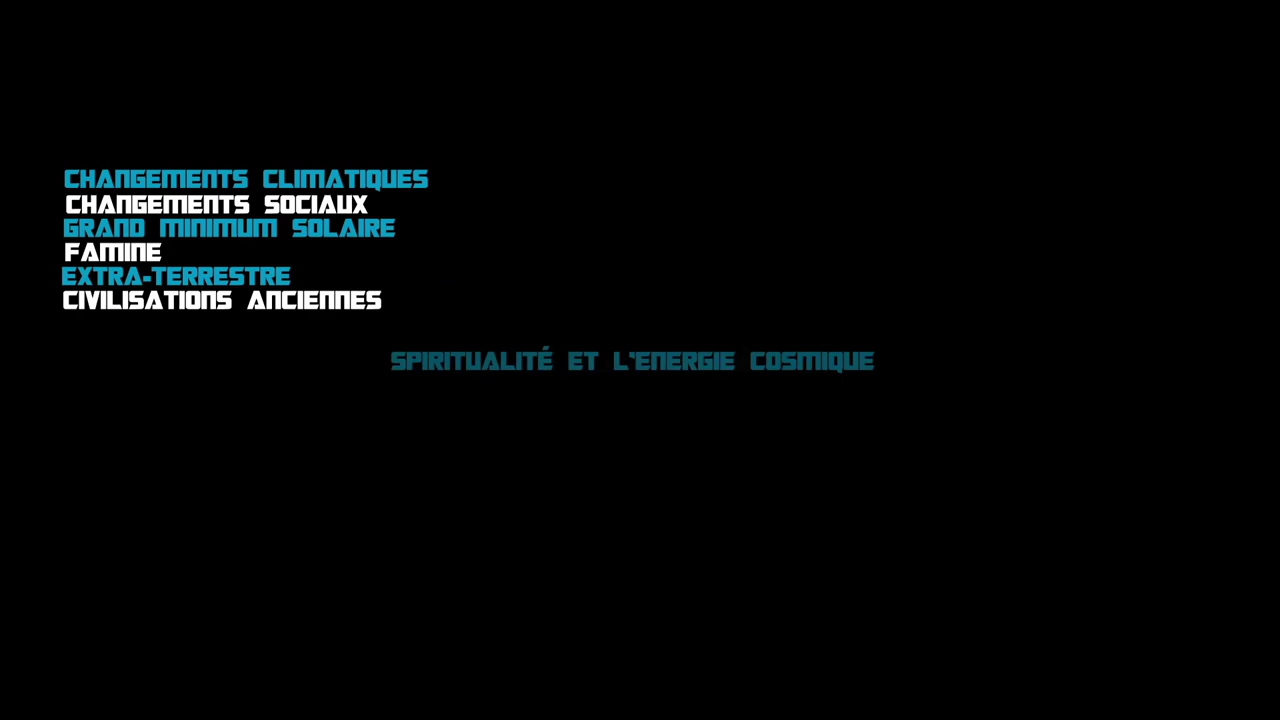 CHANGEMENTS CLIMATIQUES
CHANGEMENTS SOCIAUX
GRAND MINIMUM SOLAIRE
FAMINE
EXTRA-TERRESTRE
CIVILISATIONS ANCIENNES
SPIRITUALITÉ ET L'ENERGIE COSMIQUE